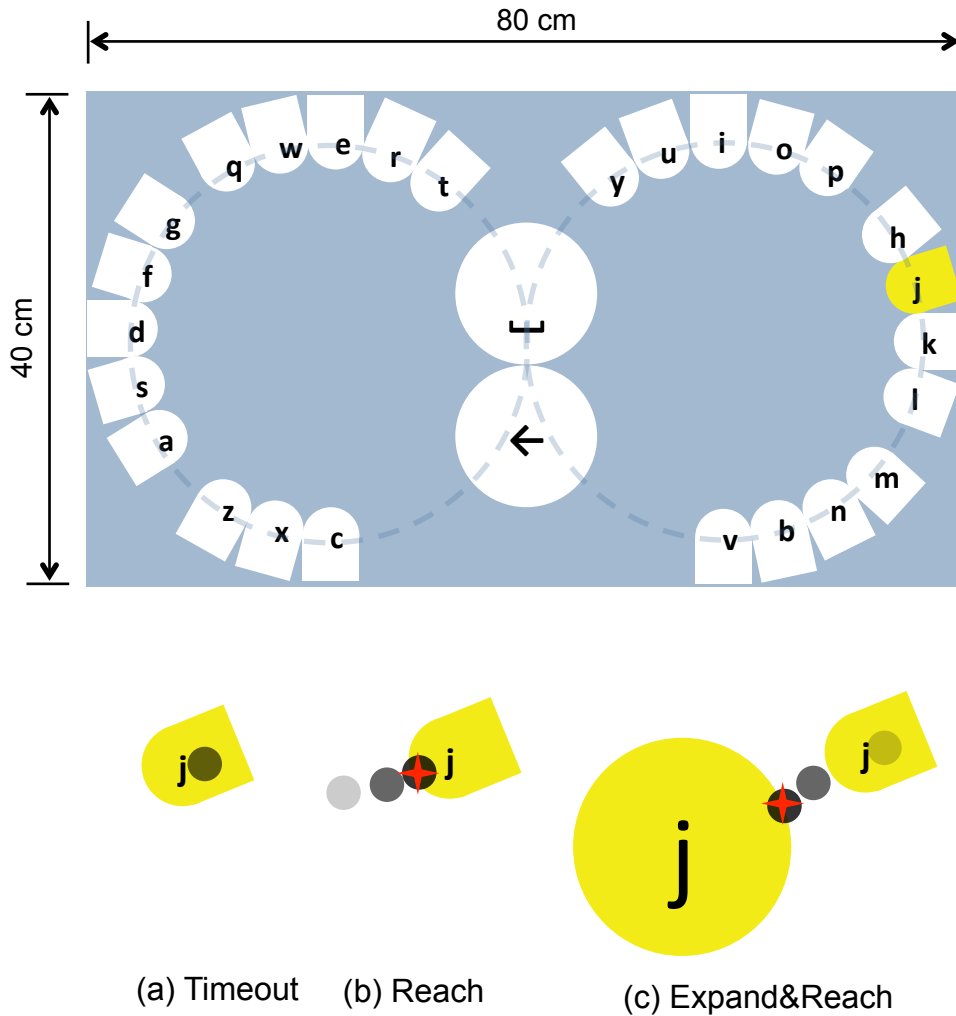 80 cm
40 cm
q w e r t
y u i o p
g f d s a
h j k l
z x c
v b n m
␣
←
j
j
j
j
(a) Timeout
(b) Reach
(c) Expand&Reach